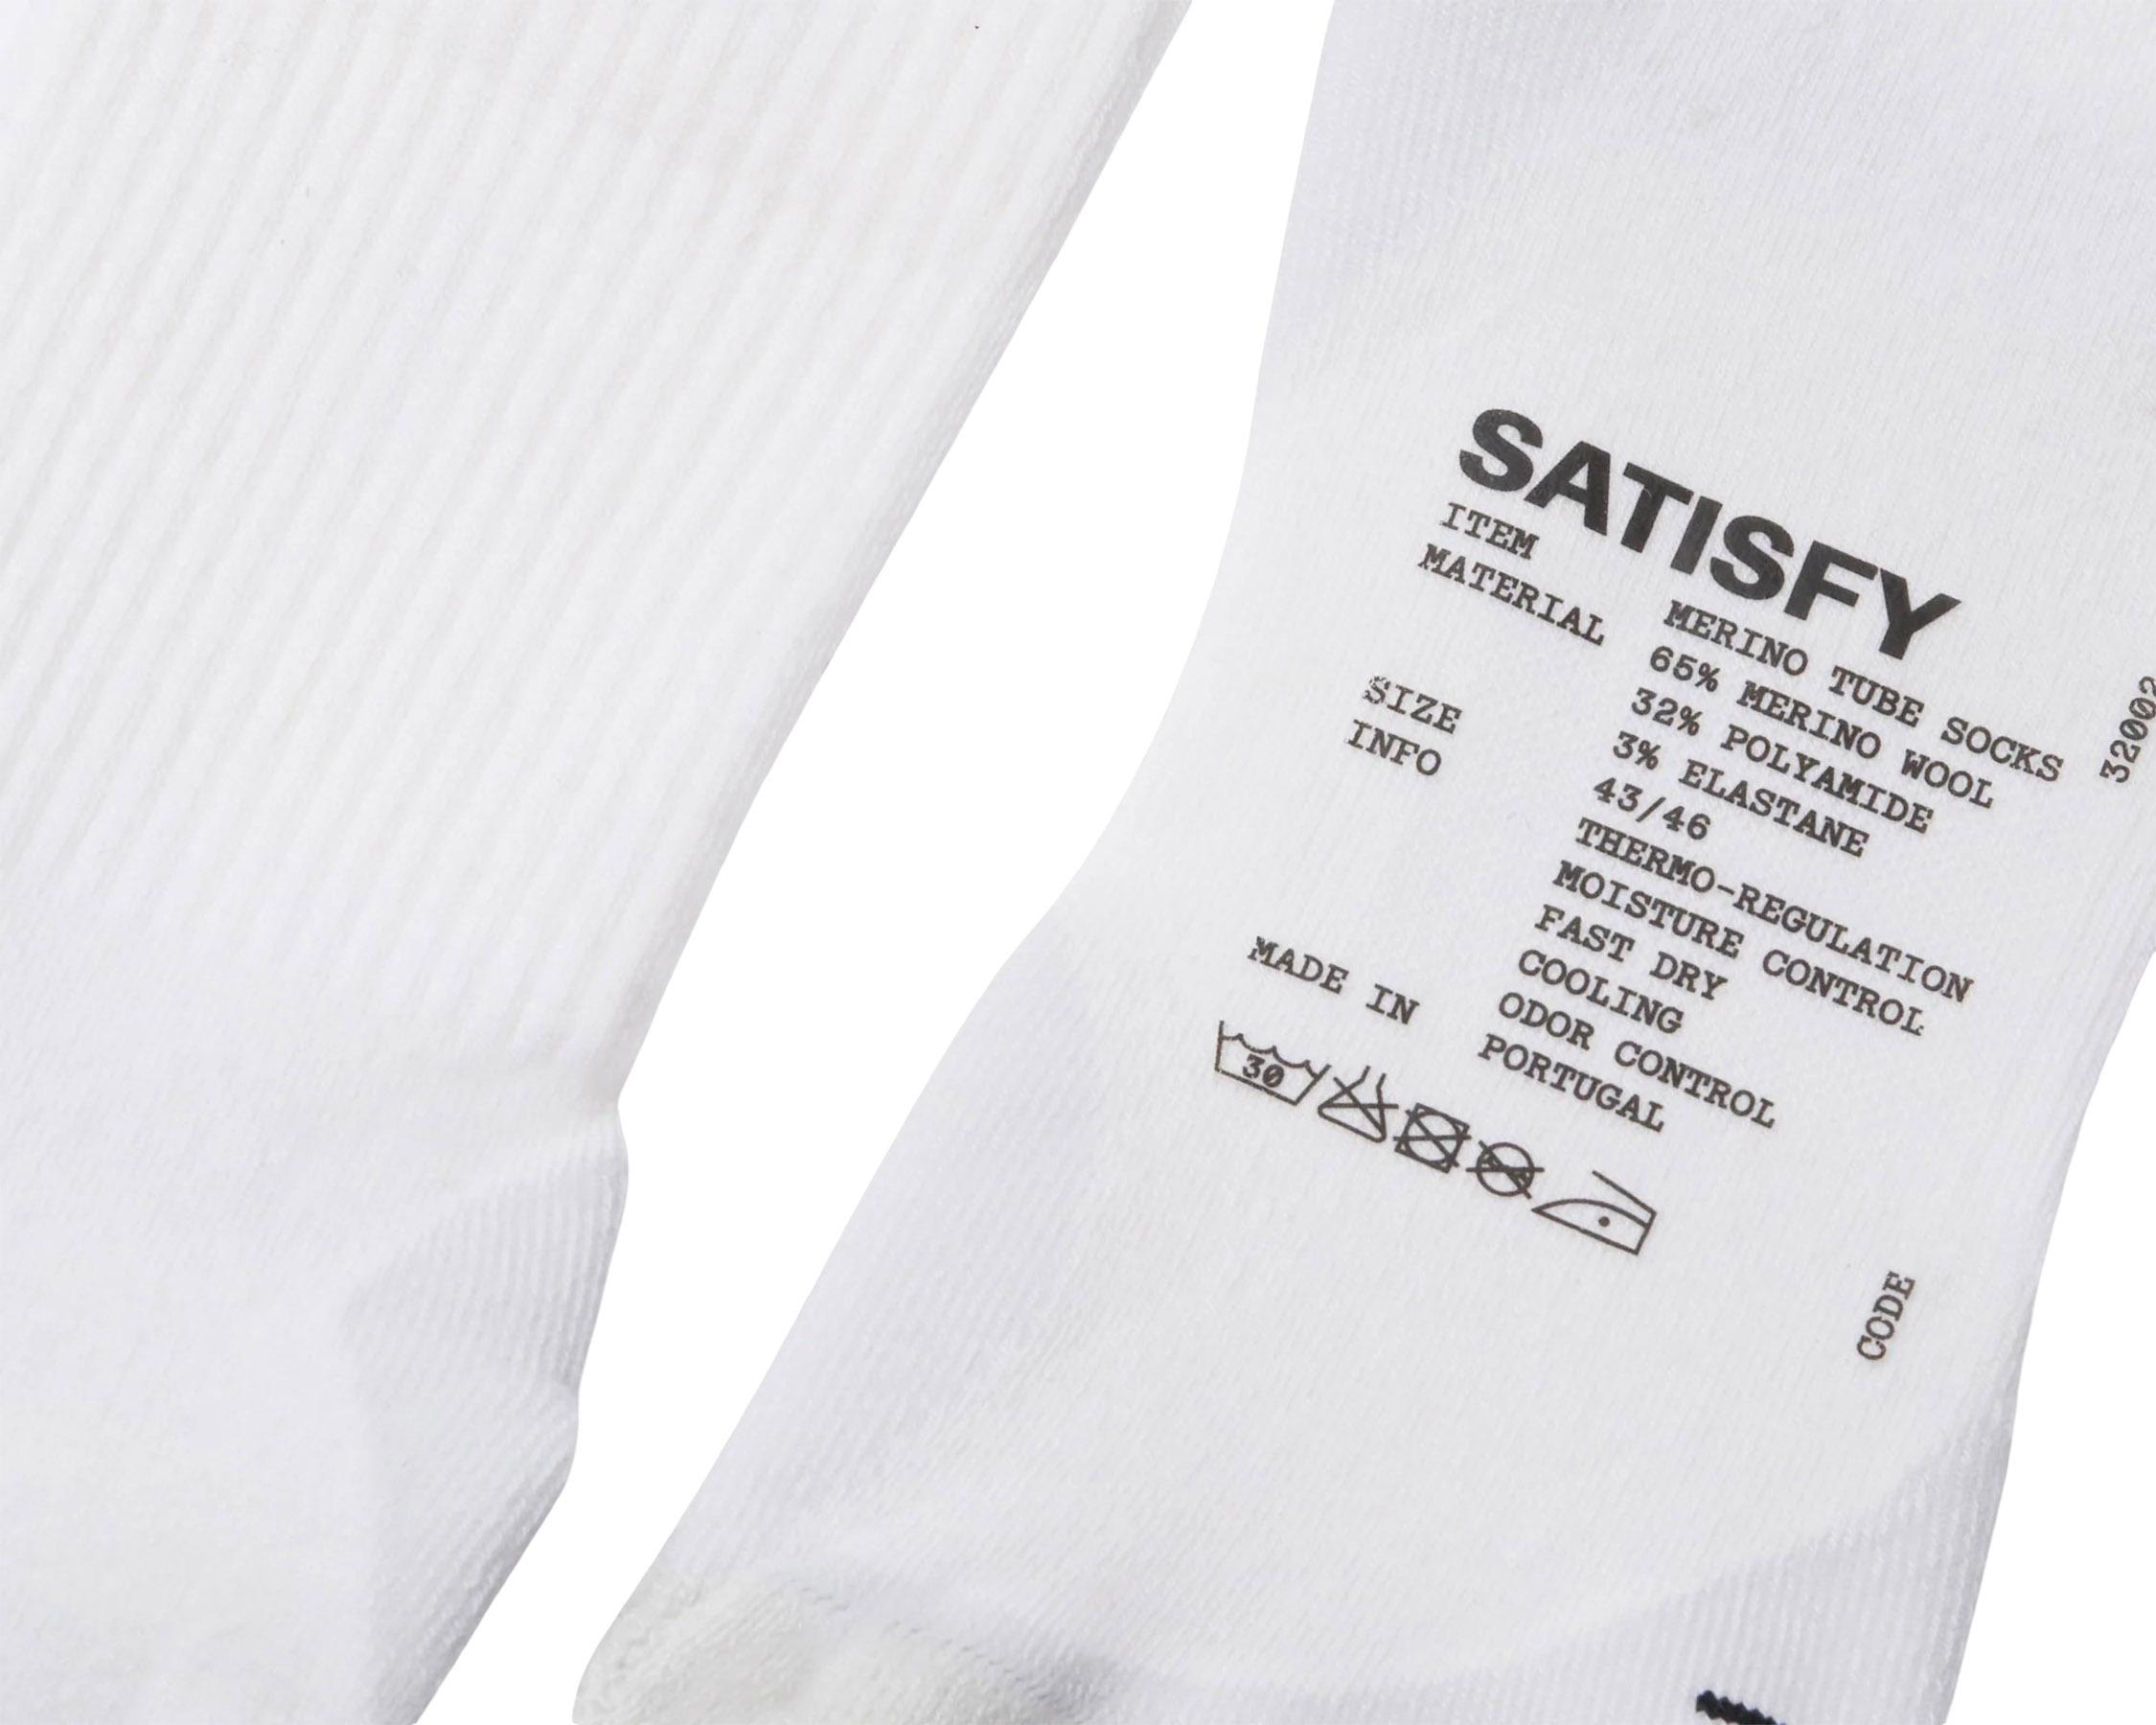 SATISFY
ITEM MERINO TUBE SOCKS
MATERIAL 65% MERINO WOOL
32% POLYAMIDE
3% ELASTANE
SIZE 43/46
INFO THERMO-REGULATION
MOISTURE CONTROL
FAST DRY
COOLING
ODOR CONTROL
MADE IN PORTUGAL
30
CODE